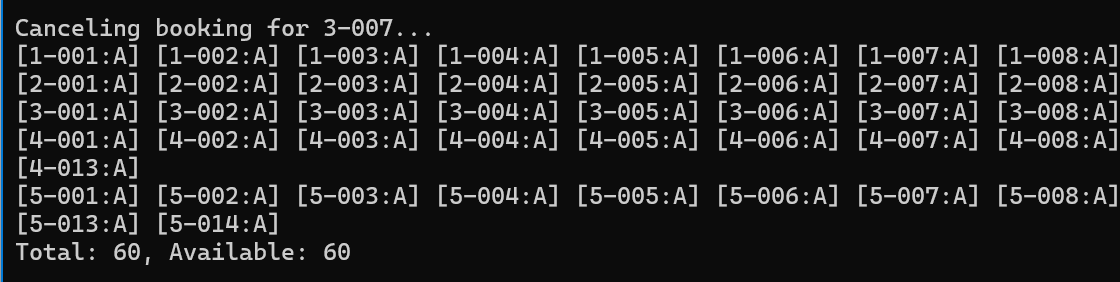 Canceling booking for 3-007...
[1-001:A] [1-002:A] [1-003:A] [1-004:A] [1-005:A] [1-006:A] [1-007:A] [1-008:A]
[2-001:A] [2-002:A] [2-003:A] [2-004:A] [2-005:A] [2-006:A] [2-007:A] [2-008:A]
[3-001:A] [3-002:A] [3-003:A] [3-004:A] [3-005:A] [3-006:A] [3-007:A] [3-008:A]
[4-001:A] [4-002:A] [4-003:A] [4-004:A] [4-005:A] [4-006:A] [4-007:A] [4-008:A]
[4-013:A]
[5-001:A] [5-002:A] [5-003:A] [5-004:A] [5-005:A] [5-006:A] [5-007:A] [5-008:A]
[5-013:A] [5-014:A]
Total: 60, Available: 60